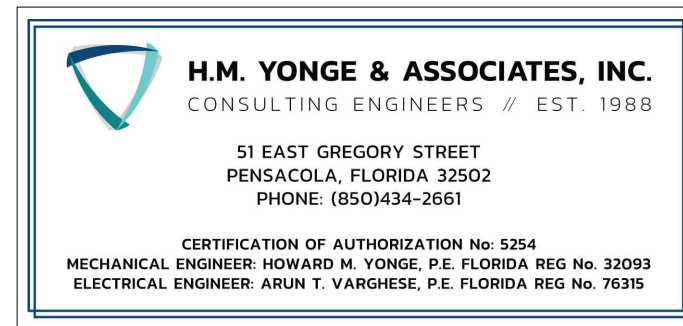 H.M. YONGE & ASSOCIATES, INC.
CONSULTING ENGINEERS // EST. 1988
51 EAST GREGORY STREET
PENSACOLA, FLORIDA 32502
PHONE: (850)434-2661
CERTIFICATION OF AUTHORIZATION No: 5254
MECHANICAL ENGINEER: HOWARD M. YONGE, P.E. FLORIDA REG No. 32093
ELECTRICAL ENGINEER: ARUN T. VARGHESE, P.E. FLORIDA REG No. 76315